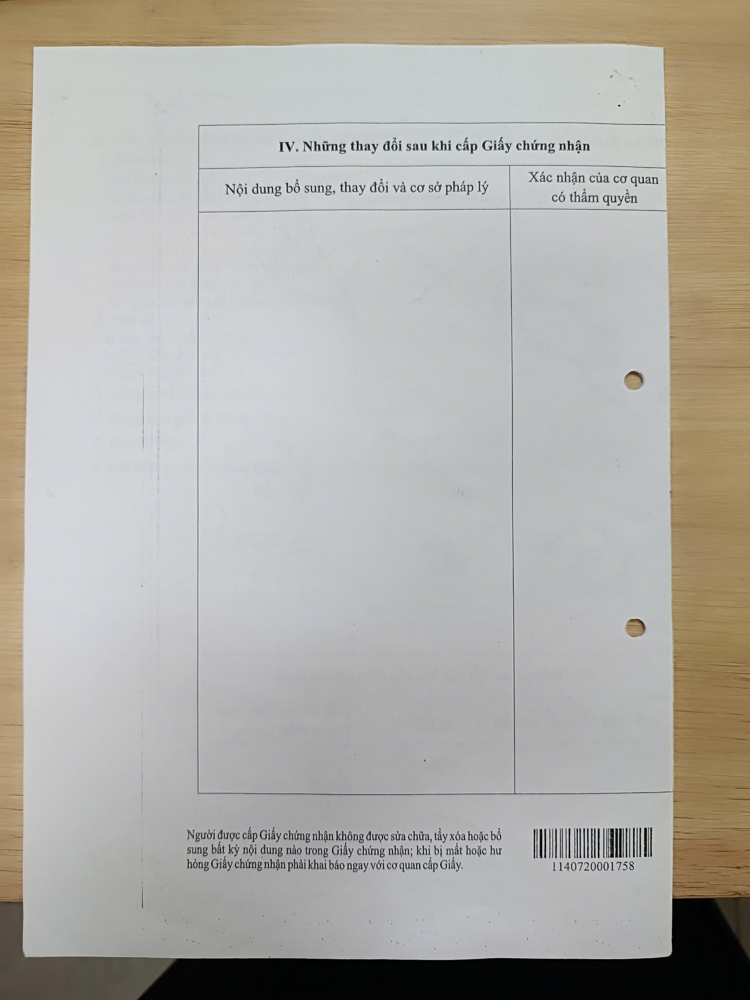 IV. Những thay đổi sau khi cấp Giấy chứng nhận
Nội dung bổ sung, thay đổi và cơ sở pháp lý
Xác nhận của cơ quan
có thẩm quyền
Người được cấp Giấy chứng nhận không được sửa chữa, tẩy xóa hoặc bổ
sung bất kỳ nội dung nào trong Giấy chứng nhận; khi bị mất hoặc hư
hỏng Giấy chứng nhận phải khai báo ngay với cơ quan cấp Giấy.
1140720001758